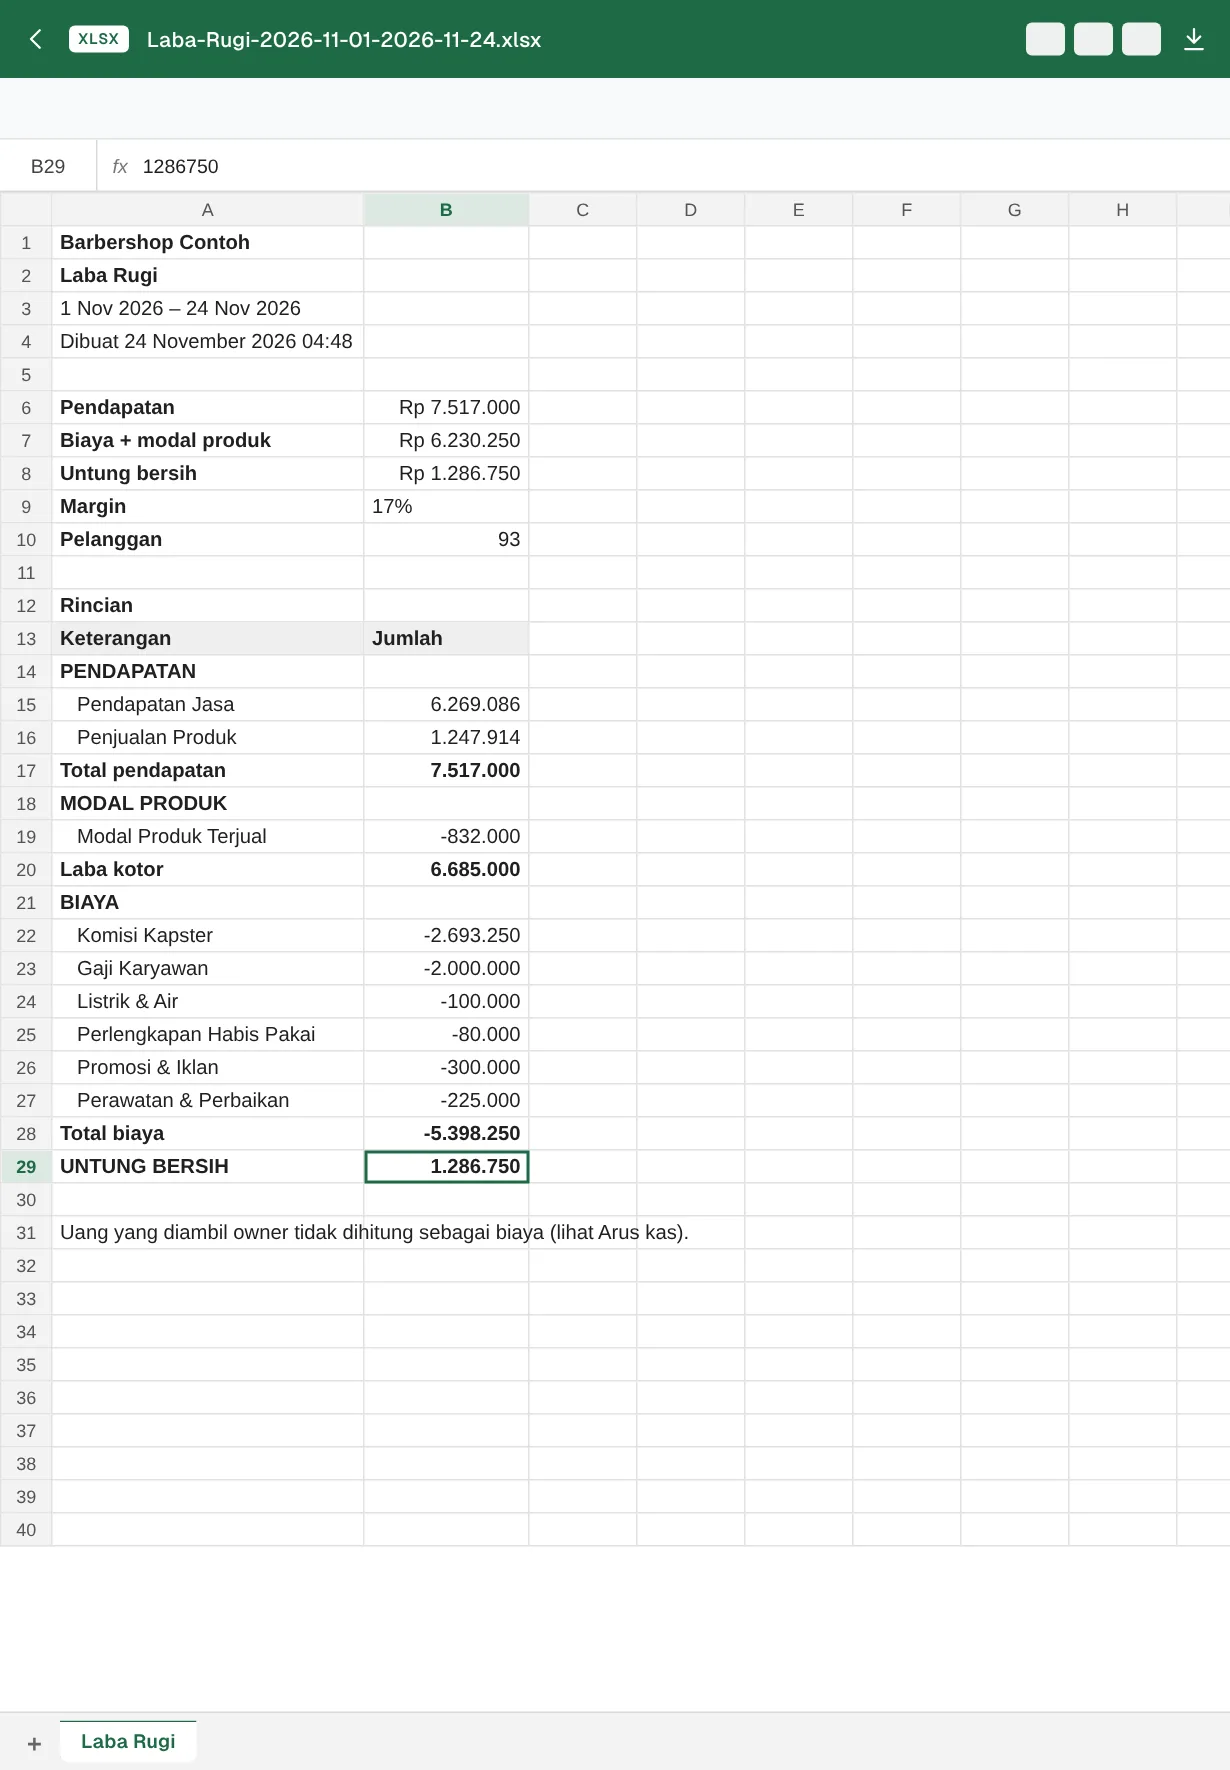 XLSX Laba-Rugi-2026-11-01-2026-11-24.xlsx
B29 fx 1286750
A B C D E F G H
1 Barbershop Contoh
2 Laba Rugi
3 1 Nov 2026 – 24 Nov 2026
4 Dibuat 24 November 2026 04:48
5
6 Pendapatan Rp 7.517.000
7 Biaya + modal produk Rp 6.230.250
8 Untung bersih Rp 1.286.750
9 Margin 17%
10 Pelanggan 93
11
12 Rincian
13 Keterangan Jumlah
14 PENDAPATAN
15 Pendapatan Jasa 6.269.086
16 Penjualan Produk 1.247.914
17 Total pendapatan 7.517.000
18 MODAL PRODUK
19 Modal Produk Terjual -832.000
20 Laba kotor 6.685.000
21 BIAYA
22 Komisi Kapster -2.693.250
23 Gaji Karyawan -2.000.000
24 Listrik & Air -100.000
25 Perlengkapan Habis Pakai -80.000
26 Promosi & Iklan -300.000
27 Perawatan & Perbaikan -225.000
28 Total biaya -5.398.250
29 UNTUNG BERSIH 1.286.750
30
31 Uang yang diambil owner tidak dihitung sebagai biaya (lihat Arus kas).
32
33
34
35
36
37
38
39
40
+ Laba Rugi